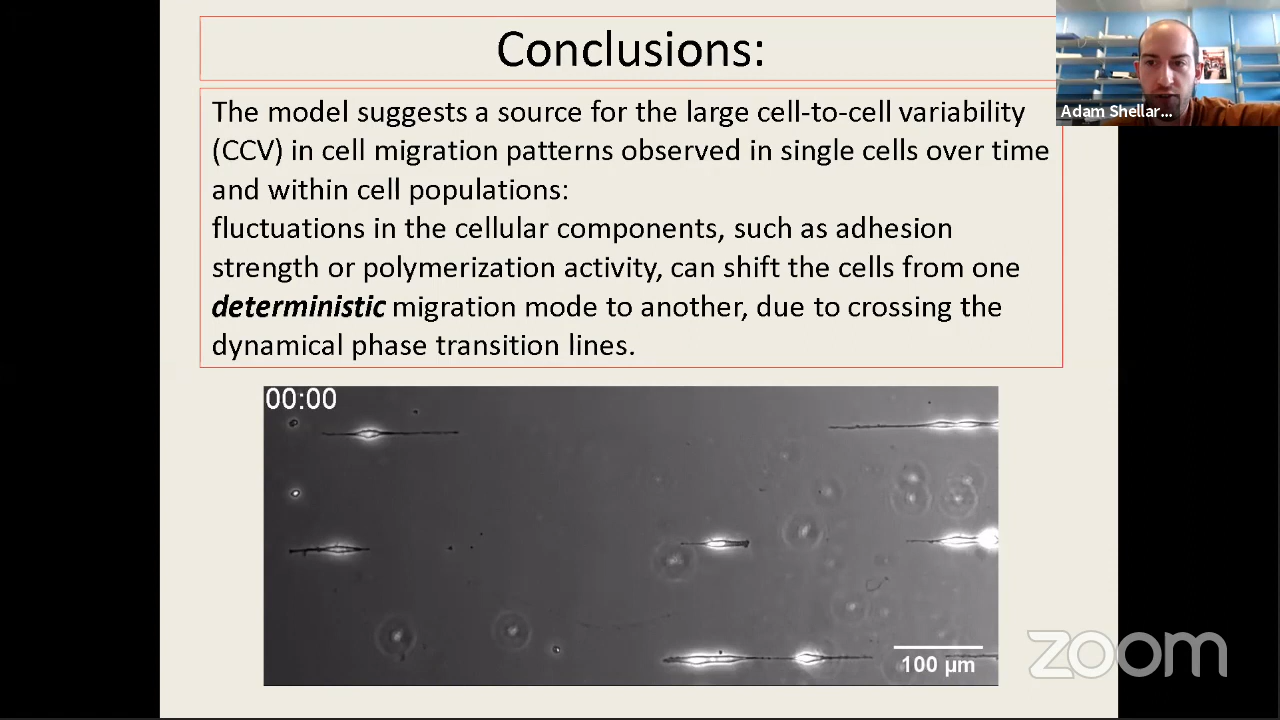 Conclusions:
The model suggests a source for the large cell-to-cell variability
(CCV) in cell migration patterns observed in single cells over time
and within cell populations:
fluctuations in the cellular components, such as adhesion
strength or polymerization activity, can shift the cells from one
deterministic migration mode to another, due to crossing the
dynamical phase transition lines.
Adam Shellar...
00:00
100 µm
zoom